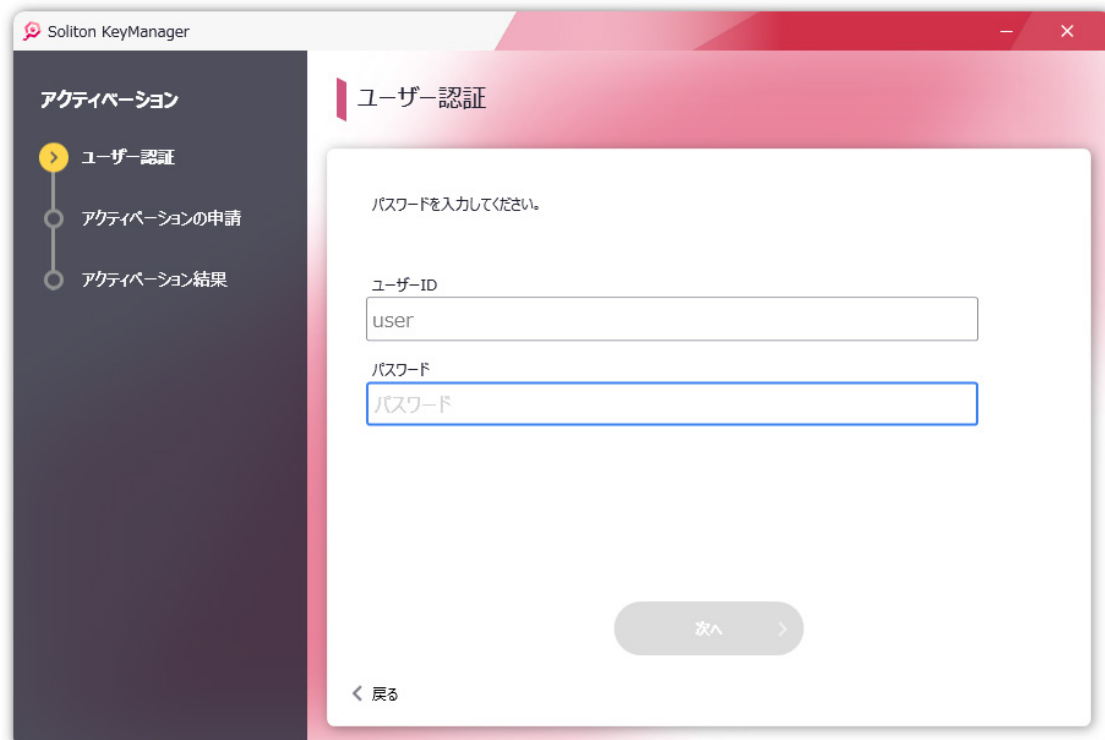 Soliton KeyManager
アクティベーション
ユーザー認証
アクティベーションの申請
アクティベーション結果
ユーザー認証
パスワードを入力してください。
ユーザーID
user
パスワード
パスワード
次へ
戻る